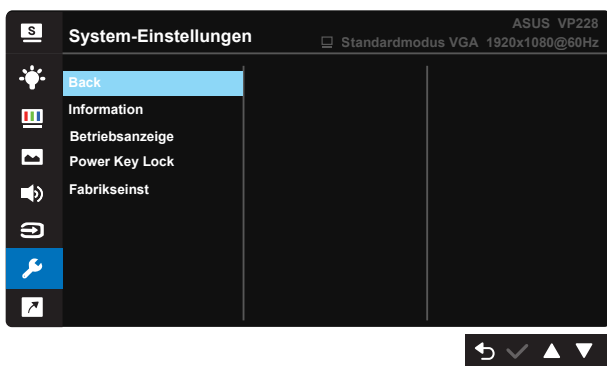 S
System-Einstellungen
ASUS VP228
Standardmodus VGA 1920x1080@60Hz
Back
Information
Betriebsanzeige
Power Key Lock
Fabrikseinst